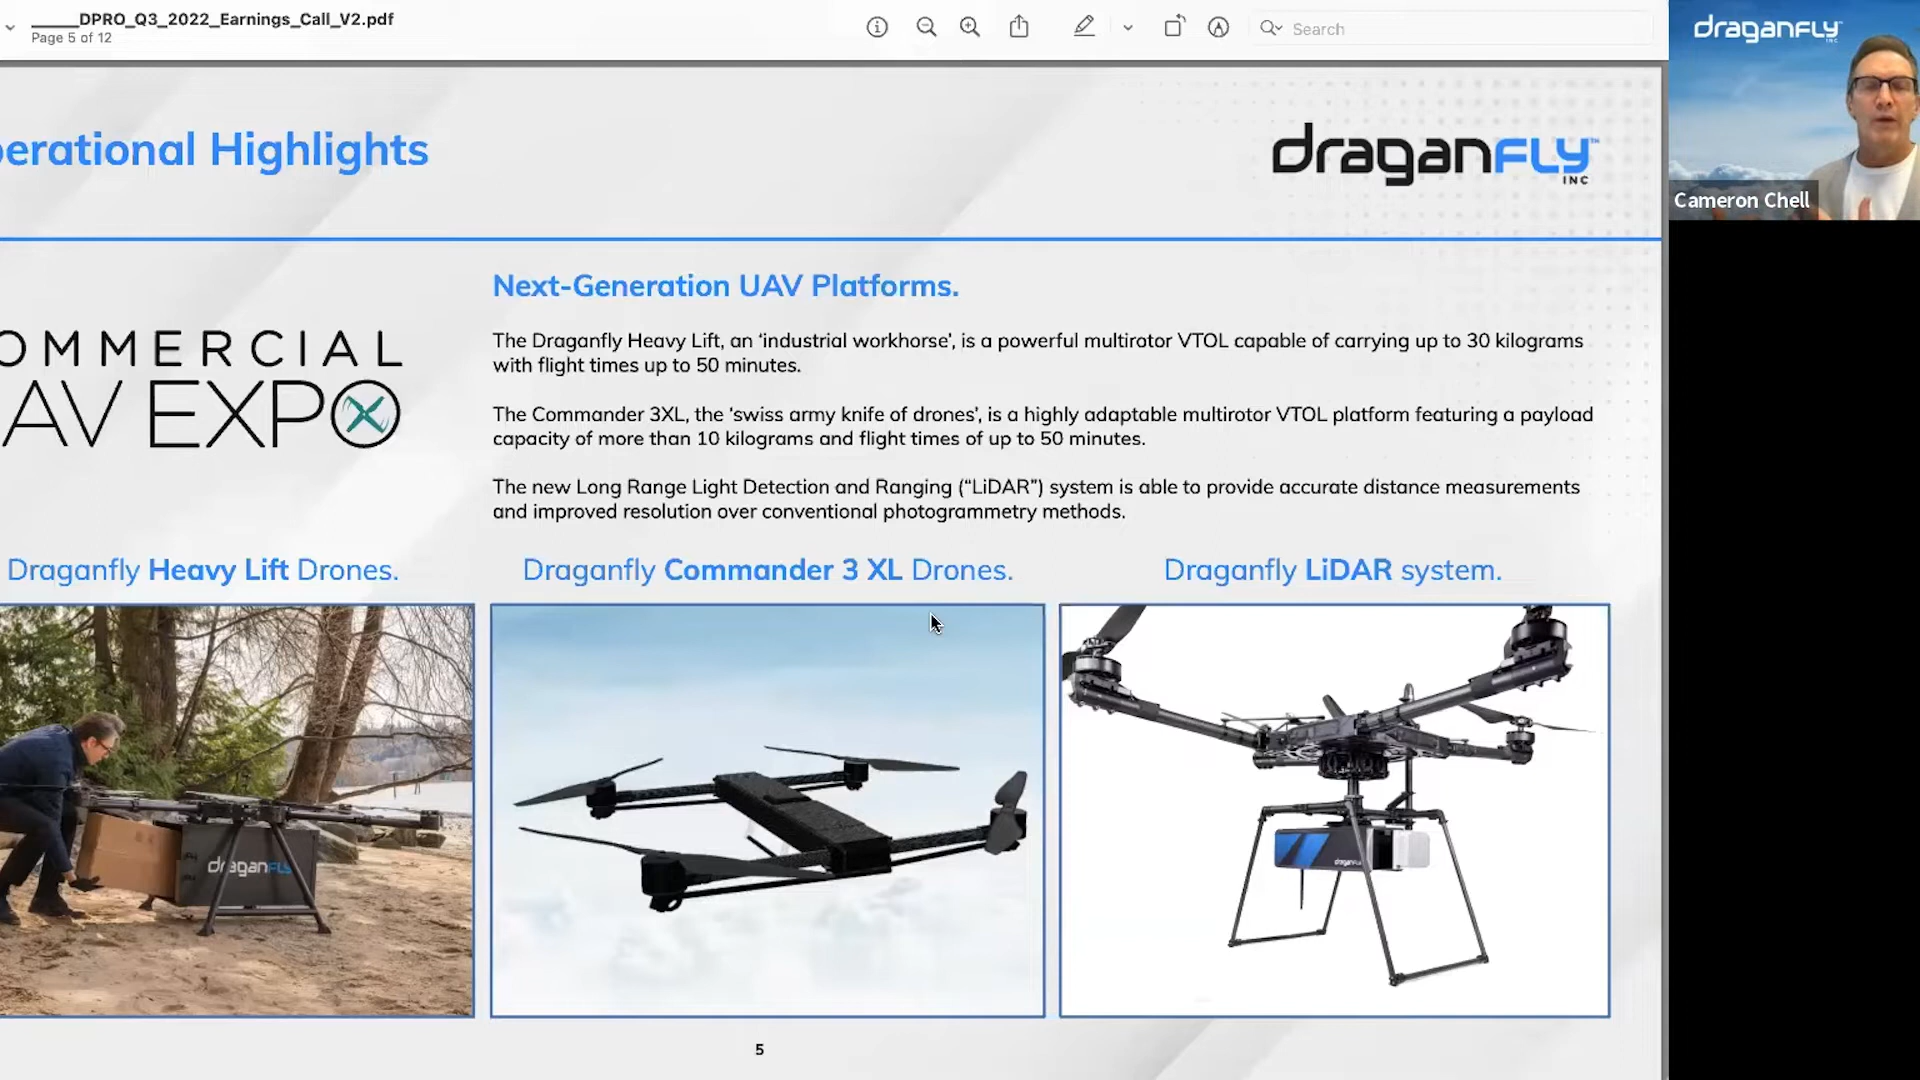 _____DPRO_Q3_2022_Earnings_Call_V2.pdf
Page 5 of 12
Search
draganfly
INC
Cameron Chell
perational Highlights
draganfly™
INC
OMMERCIAL
AV EXPO
Next-Generation UAV Platforms.
The Draganfly Heavy Lift, an ‘industrial workhorse’, is a powerful multirotor VTOL capable of carrying up to 30 kilograms
with flight times up to 50 minutes.
The Commander 3XL, the ‘swiss army knife of drones’, is a highly adaptable multirotor VTOL platform featuring a payload
capacity of more than 10 kilograms and flight times of up to 50 minutes.
The new Long Range Light Detection and Ranging (“LiDAR”) system is able to provide accurate distance measurements
and improved resolution over conventional photogrammetry methods.
Draganfly Heavy Lift Drones.
Draganfly Commander 3 XL Drones.
Draganfly LiDAR system.
draganfly
draganfly
5